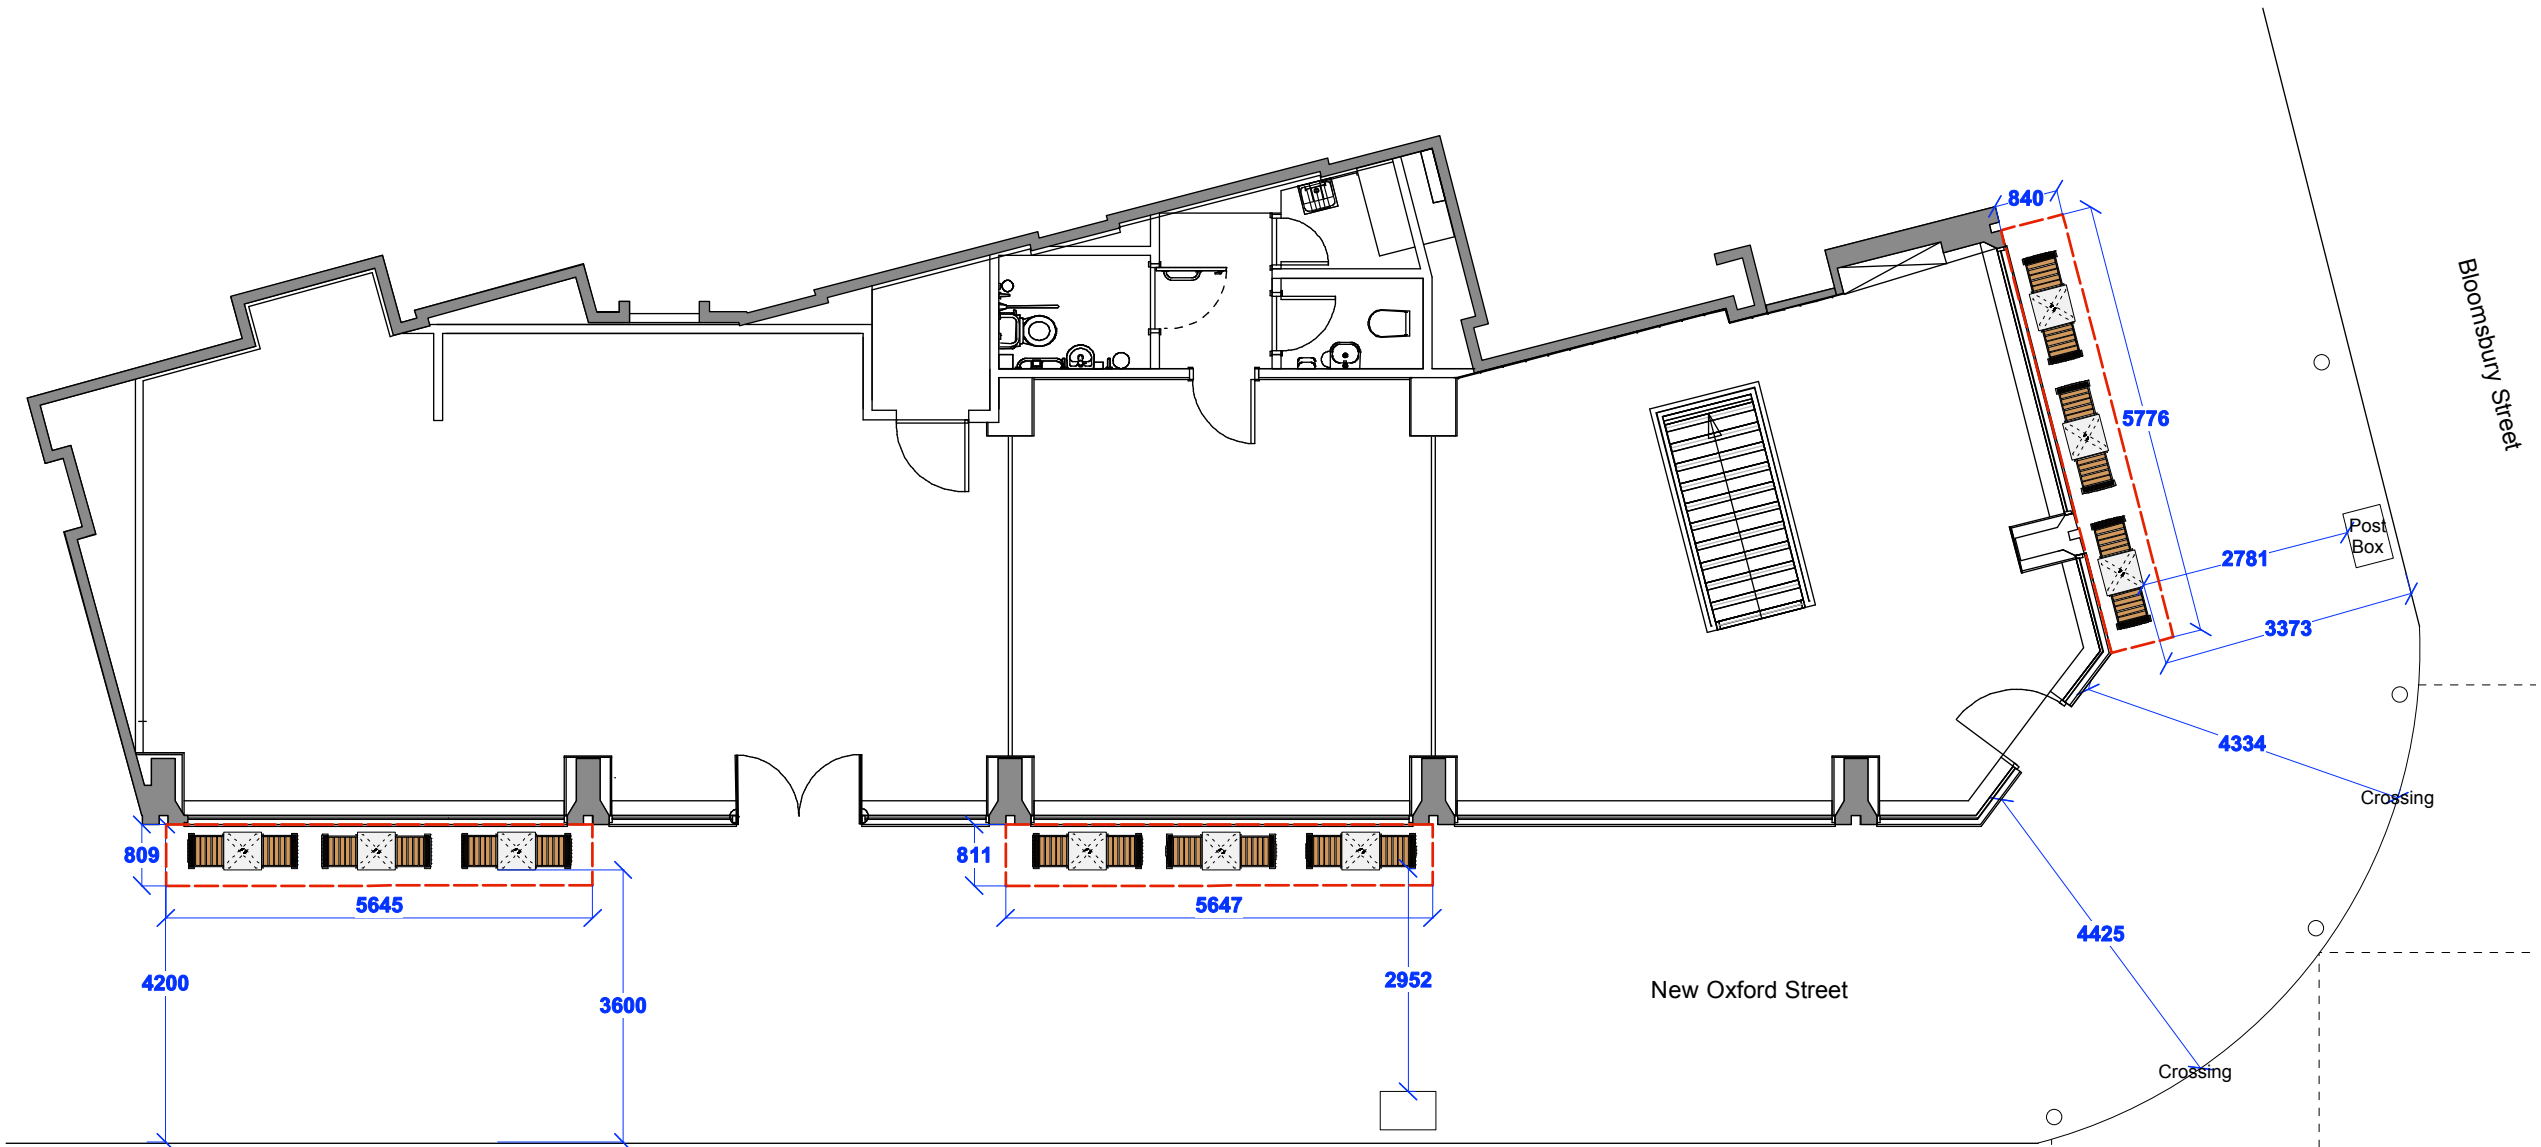 840
Bloomsbury Street
5776
Post
Box
2781
3373
4334
Crossing
809
811
5645
5647
4425
4200
3600
2952
New Oxford Street
Crossing